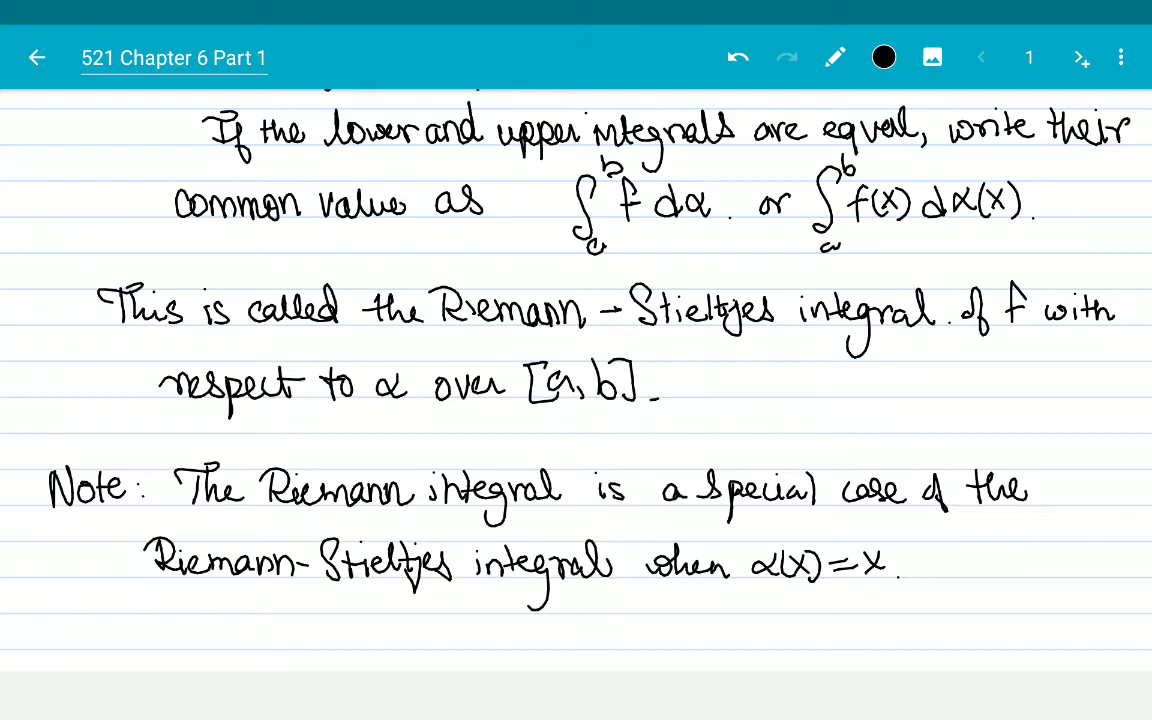 521 Chapter 6 Part 1
1
If the lower and upper integrals are equal, write their
common value as ∫_a^b f dα. or ∫_a^b f(x) dα(x).
This is called the Riemann-Stieltjes integral of f with
respect to α over [a, b].
Note: The Riemann integral is a special case of the
Riemann-Stieltjes integral when α(x)=x.